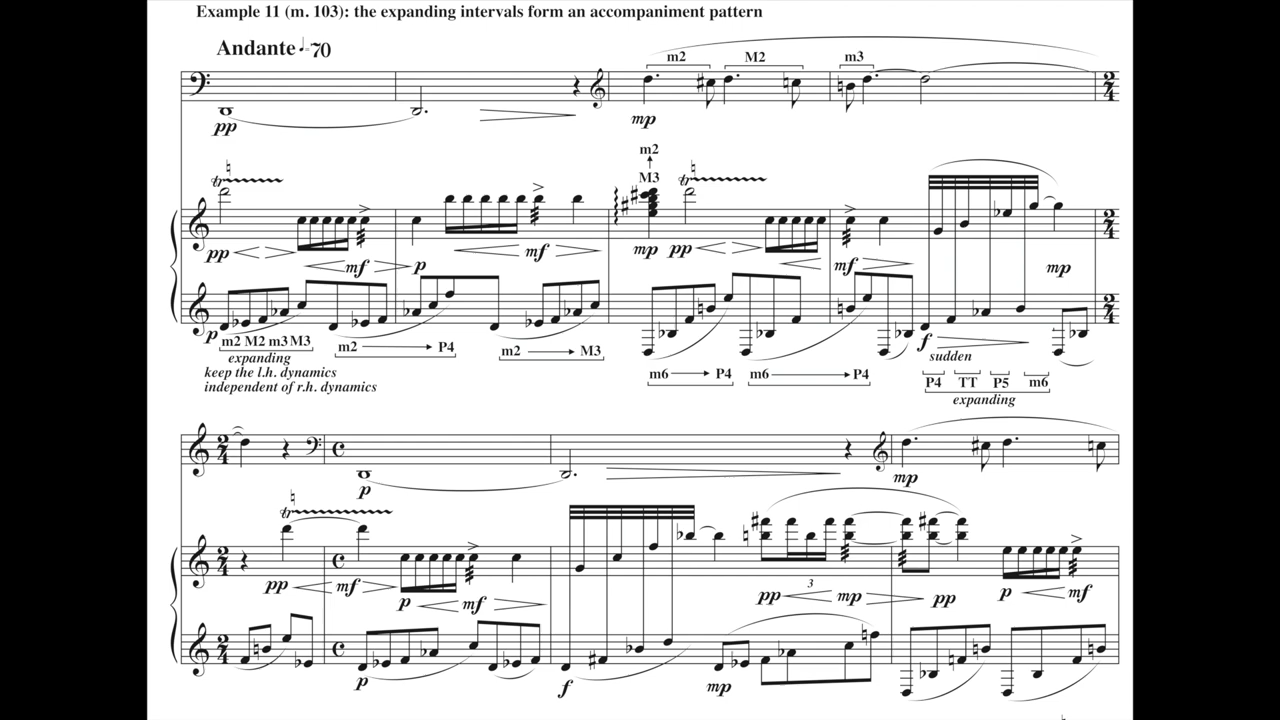 Example 11 (m. 103): the expanding intervals form an accompaniment pattern
Andante ♩=70
m2 M2 m3
pp mp
m2
M3
tr tr
pp mf p mf mp pp mf mp
p f
m2 M2 m3 M3 m2 P4 m2 M3 m6 P4 m6 P4
expanding
keep the l.h. dynamics
independent of r.h. dynamics
sudden
P4 TT P5 m6
expanding
p mp
tr
pp mf p mf pp 3 mp pp p mf
p f mp